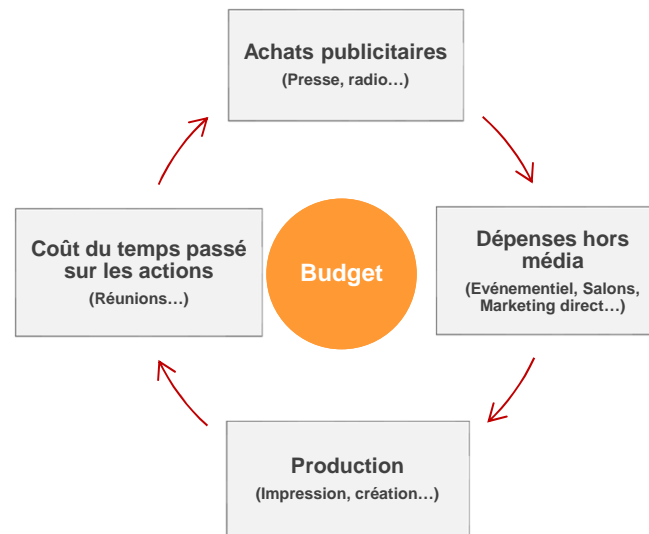 Achats publicitaires
(Presse, radio…)
Coût du temps passé
sur les actions
(Réunions…)
Budget
Dépenses hors
média
(Evénementiel, Salons,
Marketing direct…)
Production
(Impression, création…)